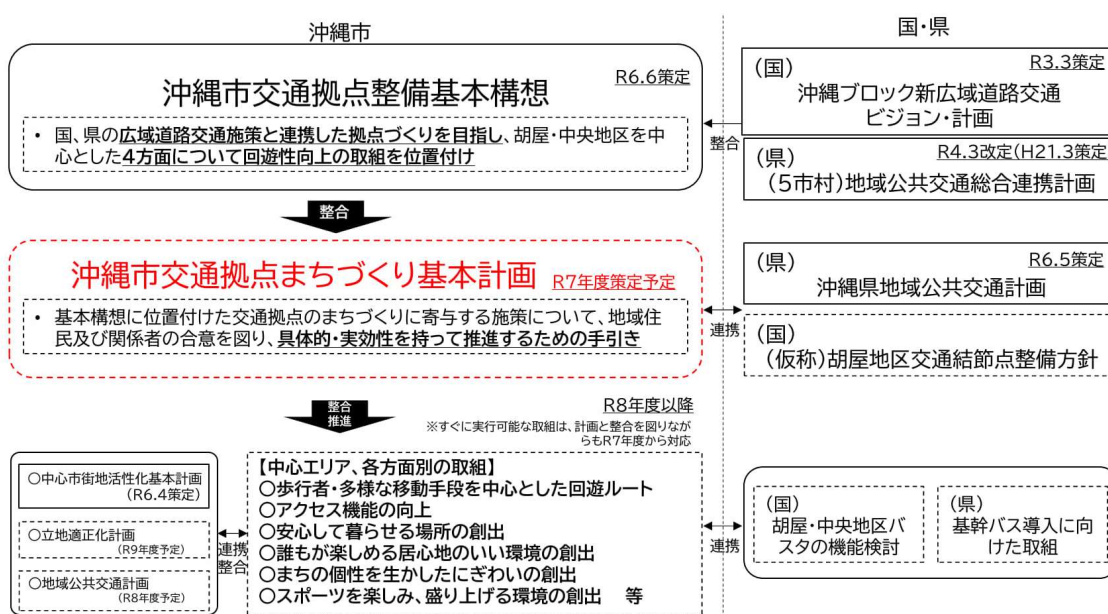 沖縄市
国・県
沖縄市交通拠点整備基本構想
R6.6策定
・ 国、県の広域道路交通施策と連携した拠点づくりを目指し、胡屋・中央地区を中
心とした4方面について回遊性向上の取組を位置付け
整合
(国)
R3.3策定
沖縄ブロック新広域道路交通
ビジョン・計画
(県)
R4.3改定(H21.3策定)
(5市村)地域公共交通総合連携計画
整合
沖縄市交通拠点まちづくり基本計画
R7年度策定予定
・ 基本構想に位置付けた交通拠点のまちづくりに寄与する施策について、地域住
民及び関係者の合意を図り、具体的・実効性を持って推進するための手引き
連携
(県)
R6.5策定
沖縄県地域公共交通計画
(国)
(仮称)胡屋地区交通結節点整備方針
整合
推進
R8年度以降
※すぐに実行可能な取組は、計画と整合を図りなが
らもR7年度から対応
○中心市街地活性化基本計画
(R6.4策定)
○立地適正化計画
(R9年度予定)
○地域公共交通計画
(R8年度予定)
連携
整合
【中心エリア、各方面別の取組】
○歩行者・多様な移動手段を中心とした回遊ルート
○アクセス機能の向上
○安心して暮らせる場所の創出
○誰もが楽しめる居心地のいい環境の創出
○まちの個性を生かしたにぎわいの創出
○スポーツを楽しみ、盛り上げる環境の創出 等
連携
(国)
胡屋・中央地区バ
スタの機能検討
(県)
基幹バス導入に向
けた取組